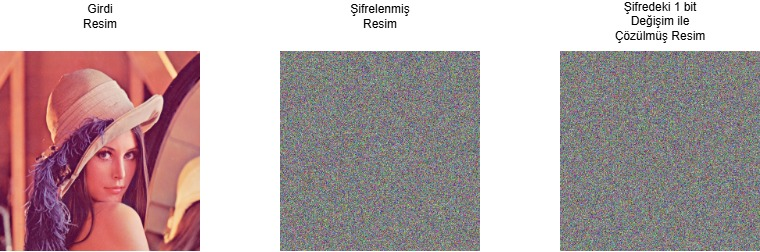 Girdi
Resim
Şifrelenmiş
Resim
Şifredeki 1 bit
Değişim ile
Çözülmüş Resim